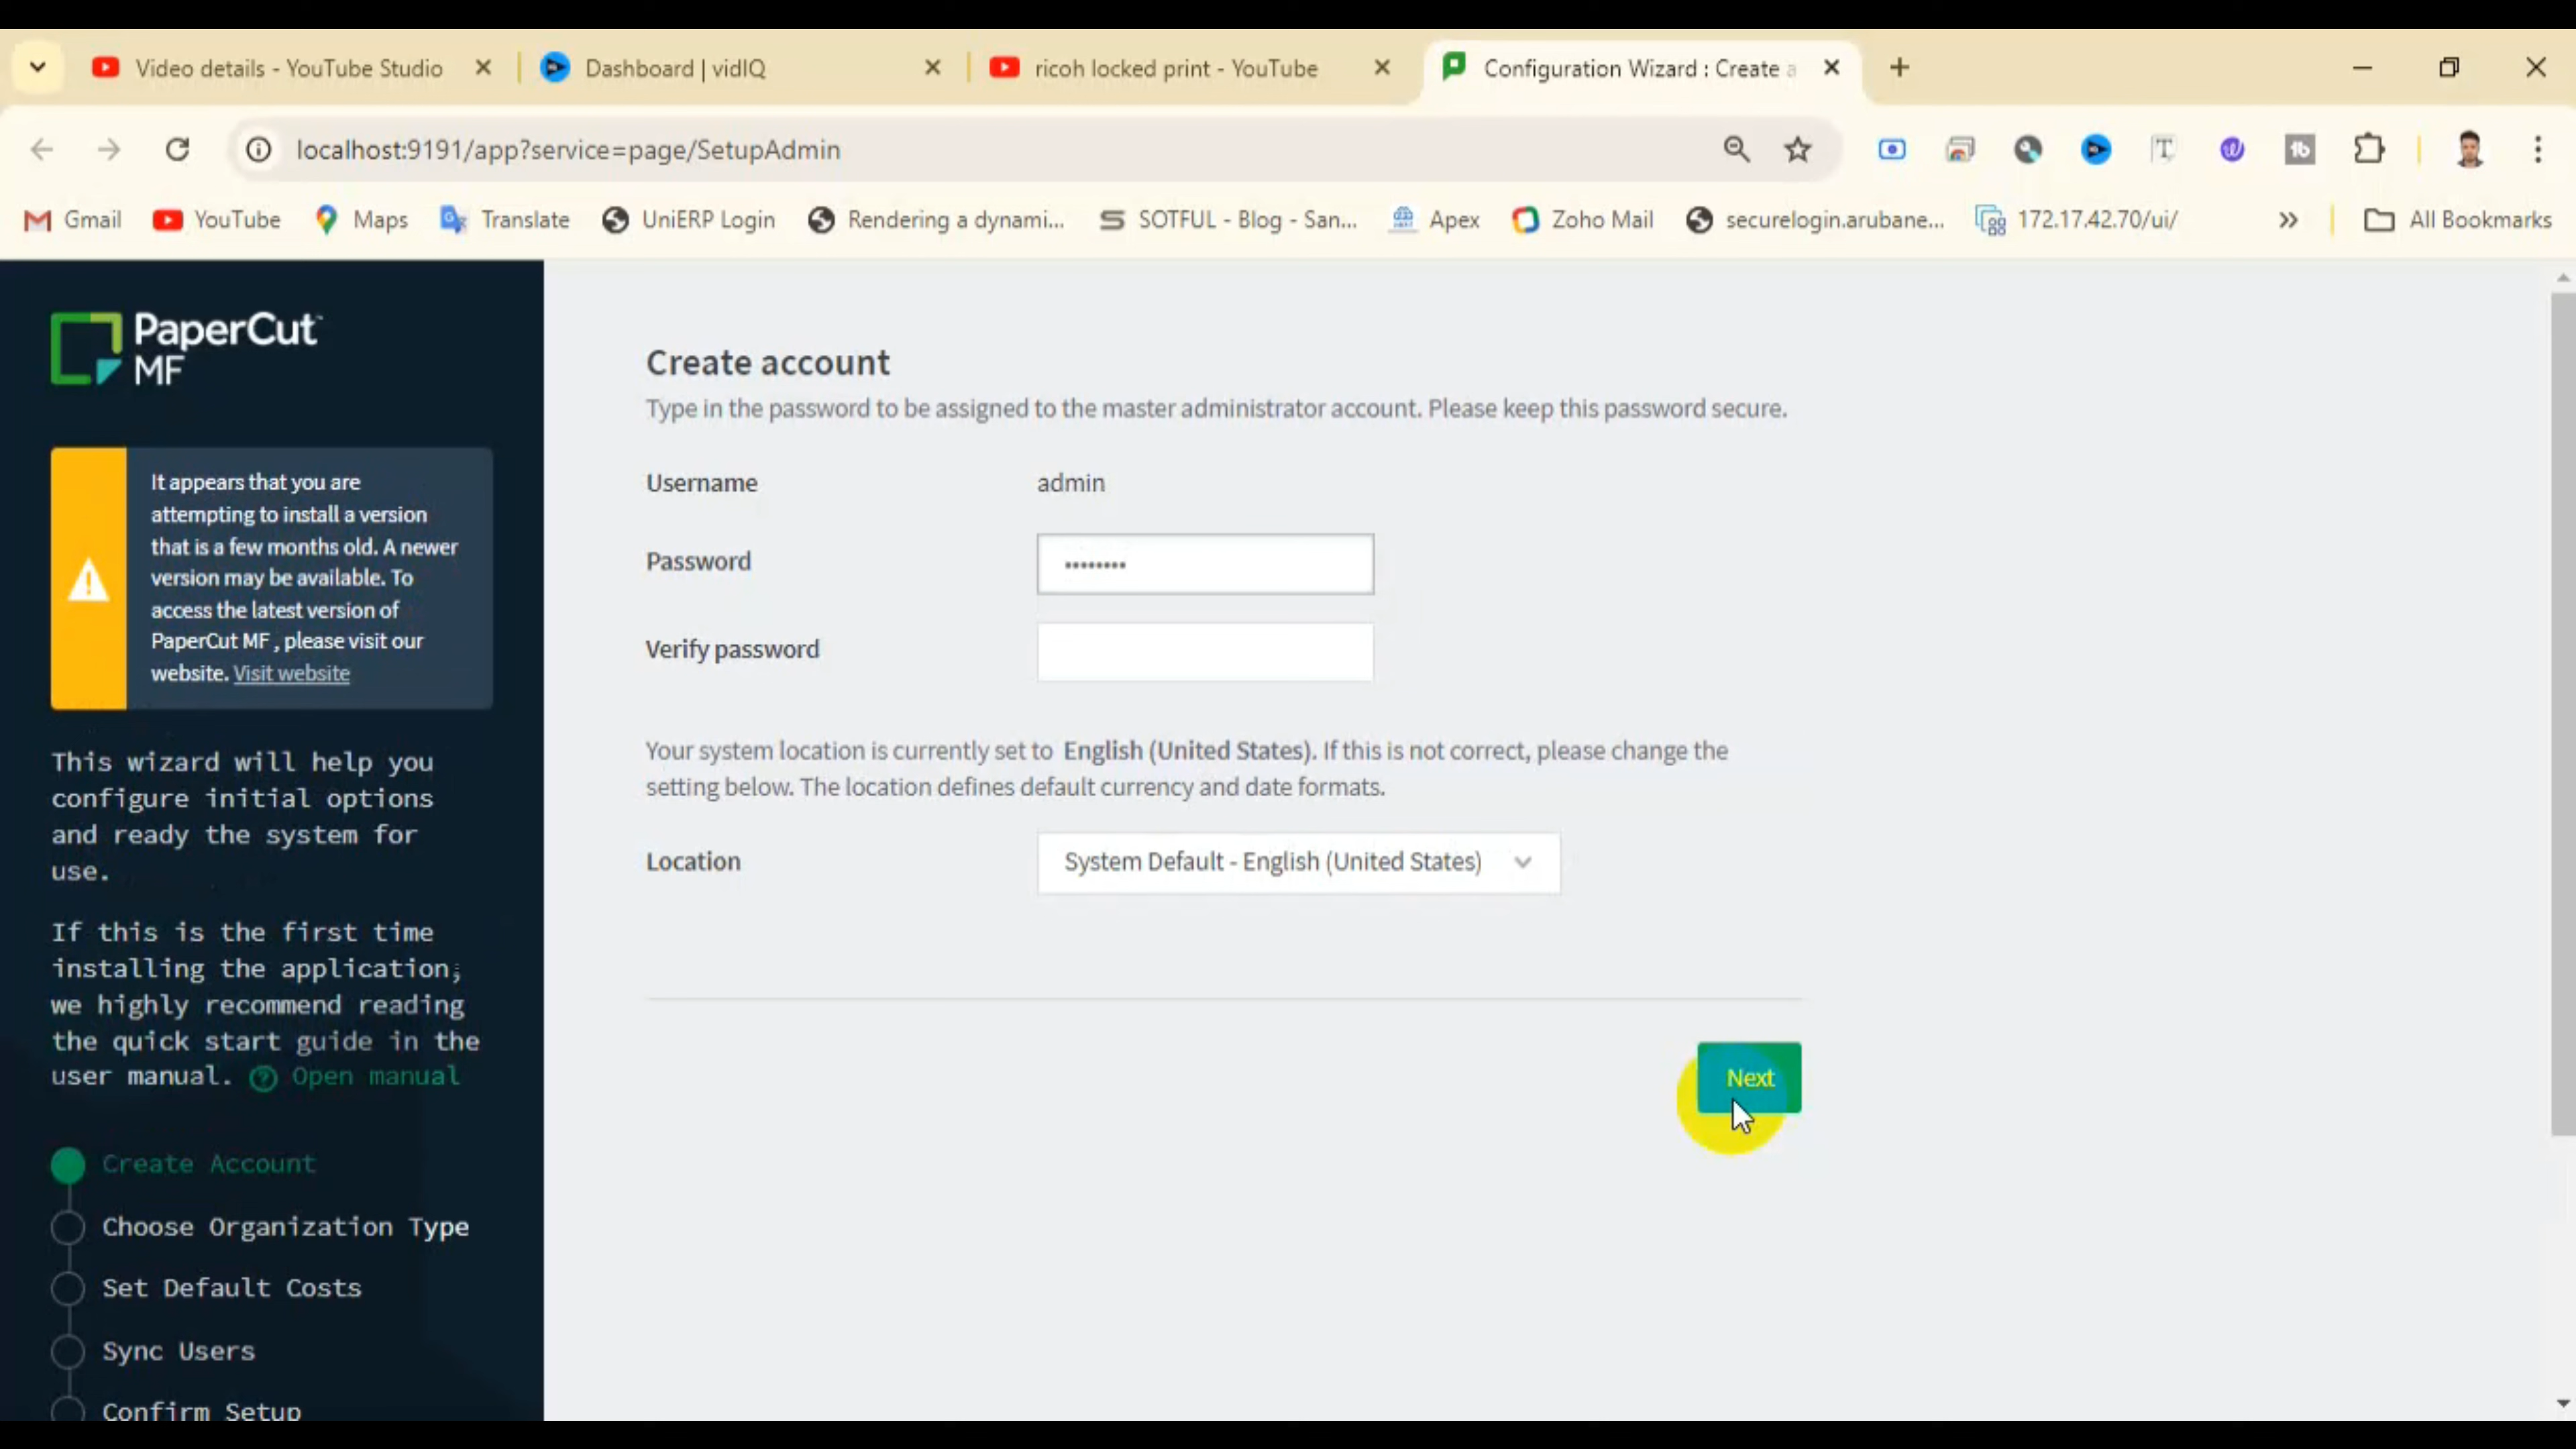 Video details - YouTube Studio
Dashboard | vidIQ
ricoh locked print - YouTube
Configuration Wizard : Create a
localhost:9191/app?service=page/SetupAdmin
Gmail
YouTube
Maps
Translate
UniERP Login
Rendering a dynami...
SOTFUL - Blog - San...
Apex
Zoho Mail
securelogin.arubane...
172.17.42.70/ui/
All Bookmarks
PaperCut™
MF
It appears that you are
attempting to install a version
that is a few months old. A newer
version may be available. To
access the latest version of
PaperCut MF , please visit our
website. Visit website
This wizard will help you
configure initial options
and ready the system for
use.
If this is the first time
installing the application,
we highly recommend reading
the quick start guide in the
user manual. Open manual
Create Account
Choose Organization Type
Set Default Costs
Sync Users
Confirm Setup
Create account
Type in the password to be assigned to the master administrator account. Please keep this password secure.
Username admin
Password ••••••••
Verify password
Your system location is currently set to English (United States). If this is not correct, please change the
setting below. The location defines default currency and date formats.
Location System Default - English (United States)
Next